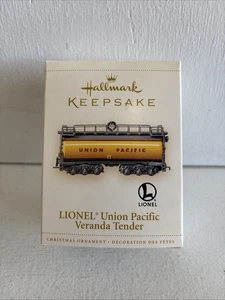 Hallmark
KEEPSAKE
UNION PACIFIC
LIONEL
LIONEL® Union Pacific
Veranda Tender
CHRISTMAS ORNAMENT • DÉCORATION DES FÊTES